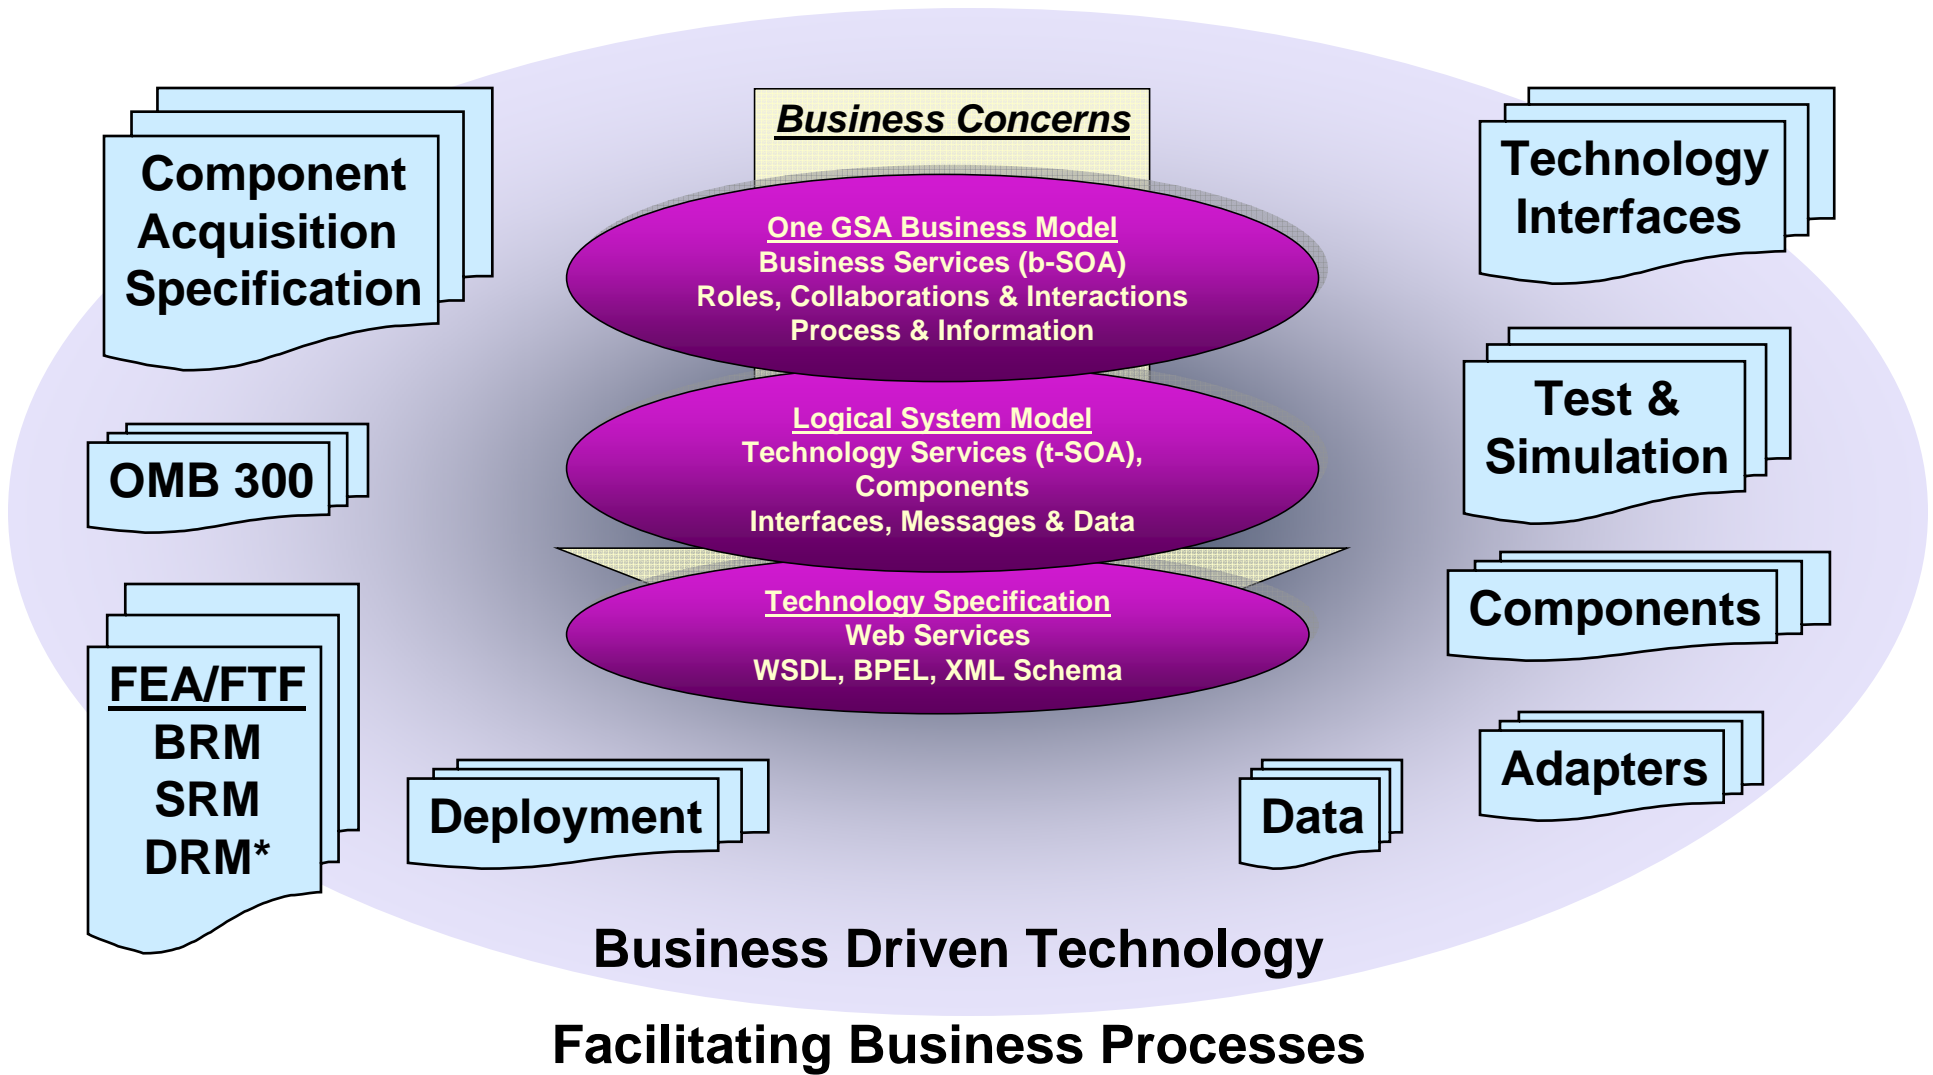 Business Concerns
Component
Acquisition
Specification
Technology
Interfaces
One GSA Business Model
Business Services (b-SOA)
Roles, Collaborations & Interactions
Process & Information
OMB 300
Logical System Model
Technology Services (t-SOA),
Components
Interfaces, Messages & Data
Test &
Simulation
Technology Specification
Web Services
WSDL, BPEL, XML Schema
Components
FEA/FTF
BRM
SRM
DRM*
Deployment
Data
Adapters
Business Driven Technology
Facilitating Business Processes